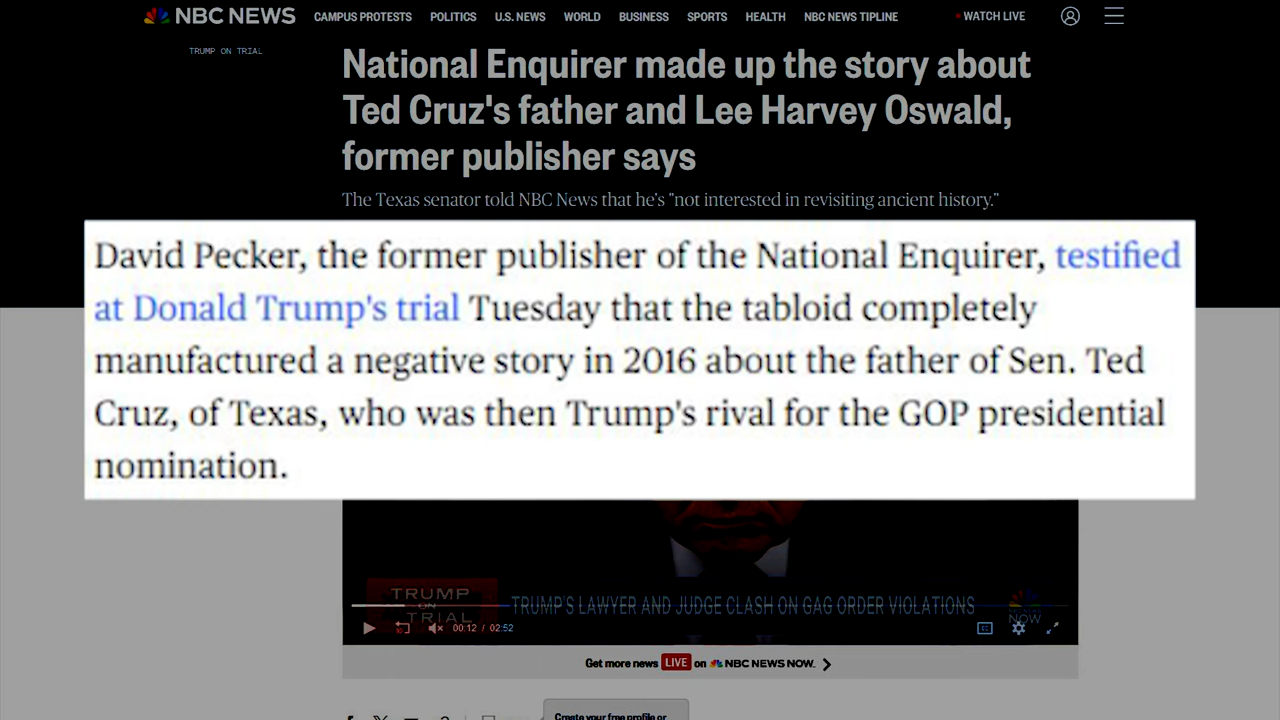 NBC NEWS CAMPUS PROTESTS POLITICS U.S. NEWS WORLD BUSINESS SPORTS HEALTH NBC NEWS TIPLINE WATCH LIVE
TRUMP ON TRIAL
National Enquirer made up the story about
Ted Cruz's father and Lee Harvey Oswald,
former publisher says
The Texas senator told NBC News that he's "not interested in revisiting ancient history."
David Pecker, the former publisher of the National Enquirer, testified
at Donald Trump's trial Tuesday that the tabloid completely
manufactured a negative story in 2016 about the father of Sen. Ted
Cruz, of Texas, who was then Trump's rival for the GOP presidential
nomination.
TRUMP
ON
TRIAL
TRUMP'S LAWYER AND JUDGE CLASH ON GAG ORDER VIOLATIONS
NOW
00:12 / 02:52
Get more news LIVE on NBC NEWS NOW.
Create your free profile or